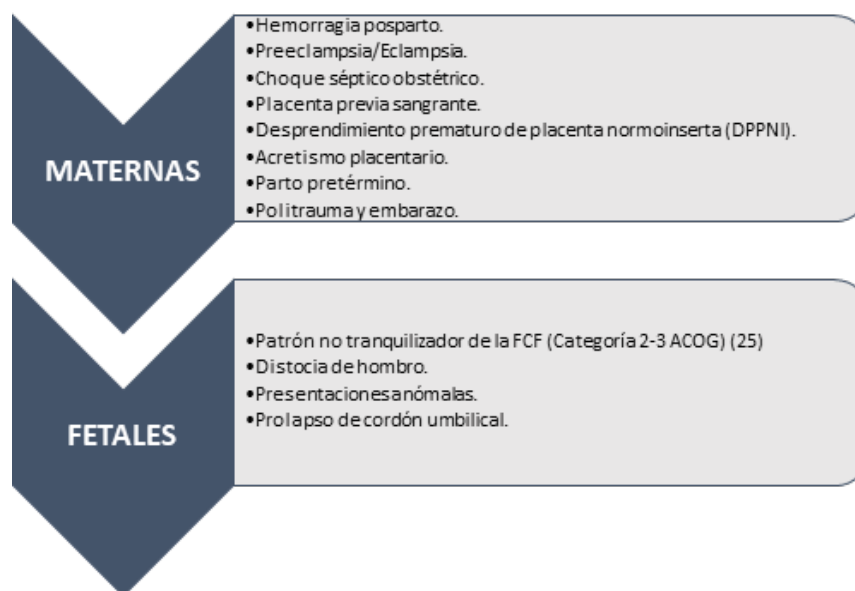 MATERNAS
•Hemorragia posparto.
•Preeclampsia/Eclampsia.
•Choque séptico obstétrico.
•Placenta previa sangrante.
•Desprendimiento prematuro de placenta normoinserta (DPPNI).
•Acretismo placentario.
•Parto pretérmino.
•Politrauma y embarazo.
FETALES
•Patrón no tranquilizador de la FCF (Categoría 2-3 ACOG) (25)
•Distocia de hombro.
•Presentaciones anómalas.
•Prolapso de cordón umbilical.